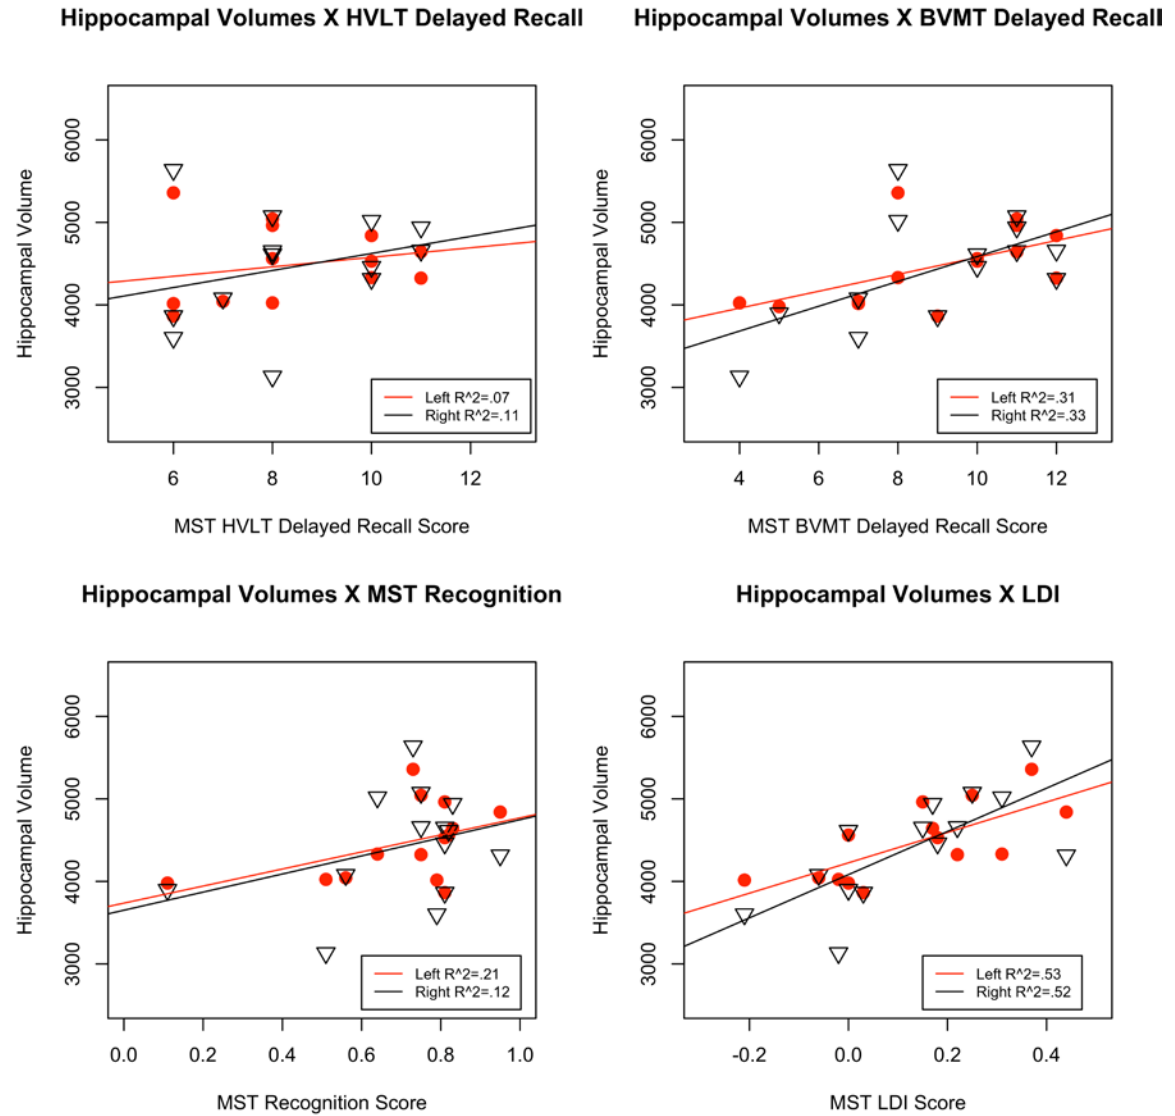 Hippocampal Volumes X HVLT Delayed Recall
Hippocampal Volume
6000
5000
4000
3000
Left R^2=.07
Right R^2=.11
6 8 10 12
MST HVLT Delayed Recall Score
Hippocampal Volumes X BVMT Delayed Recall
Hippocampal Volume
6000
5000
4000
3000
Left R^2=.31
Right R^2=.33
4 6 8 10 12
MST BVMT Delayed Recall Score
Hippocampal Volumes X MST Recognition
Hippocampal Volume
6000
5000
4000
3000
Left R^2=.21
Right R^2=.12
0.0 0.2 0.4 0.6 0.8 1.0
MST Recognition Score
Hippocampal Volumes X LDI
Hippocampal Volume
6000
5000
4000
3000
Left R^2=.53
Right R^2=.52
-0.2 0.0 0.2 0.4
MST LDI Score